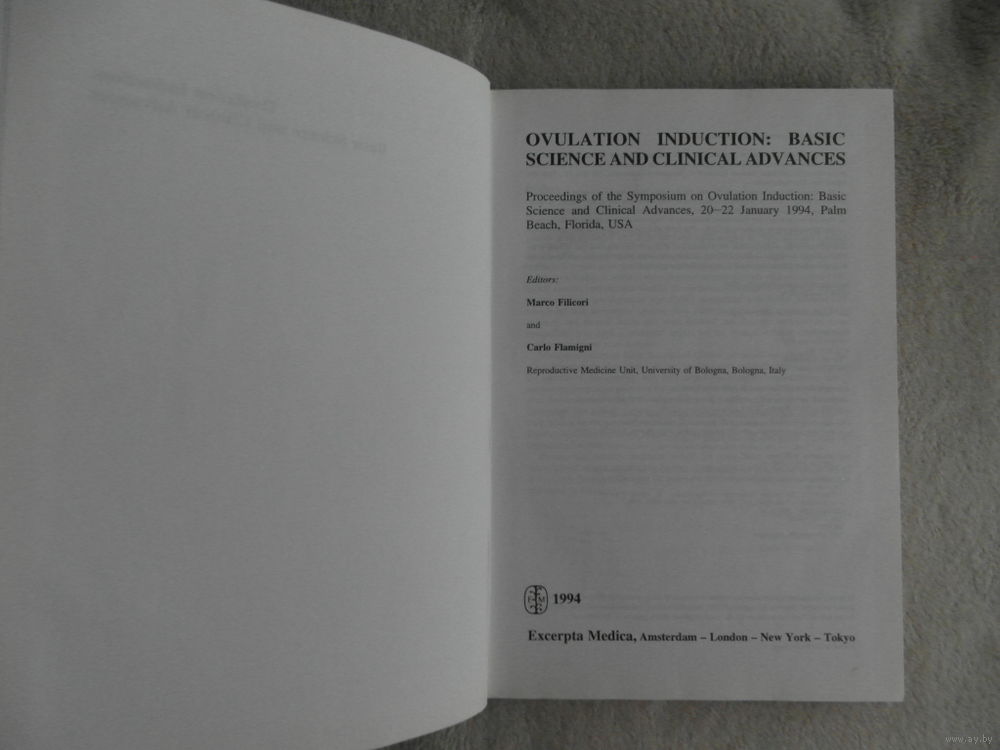 OVULATION INDUCTION: BASIC
SCIENCE AND CLINICAL ADVANCES
Proceedings of the Symposium on Ovulation Induction: Basic
Science and Clinical Advances, 20–22 January 1994, Palm
Beach, Florida, USA
Editors:
Marco Filicori
and
Carlo Flamigni
Reproductive Medicine Unit, University of Bologna, Bologna, Italy
1994
Excerpta Medica, Amsterdam – London – New York – Tokyo
www.ay.by